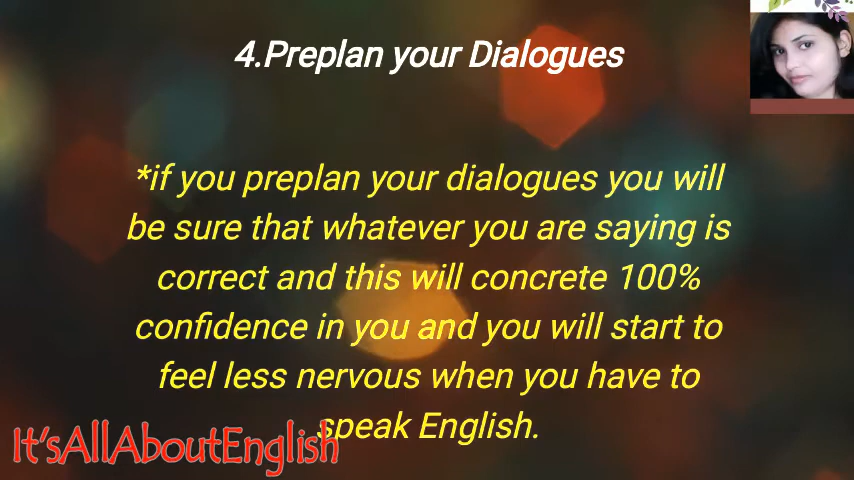 4.Preplan your Dialogues
*if you preplan your dialogues you will
be sure that whatever you are saying is
correct and this will concrete 100%
confidence in you and you will start to
feel less nervous when you have to
speak English.
It'sAllAboutEnglish